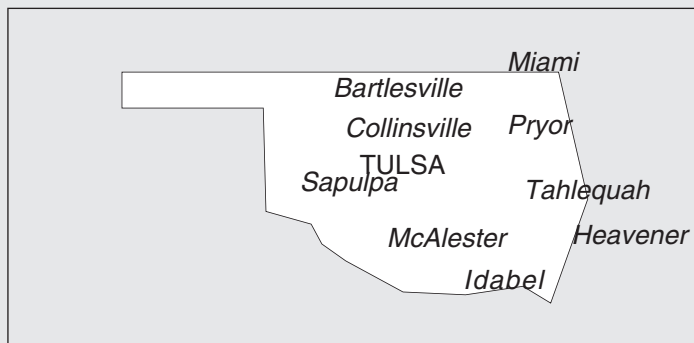 Miami
Bartlesville
Collinsville
Pryor
TULSA
Sapulpa
Tahlequah
McAlester
Heavener
Idabel